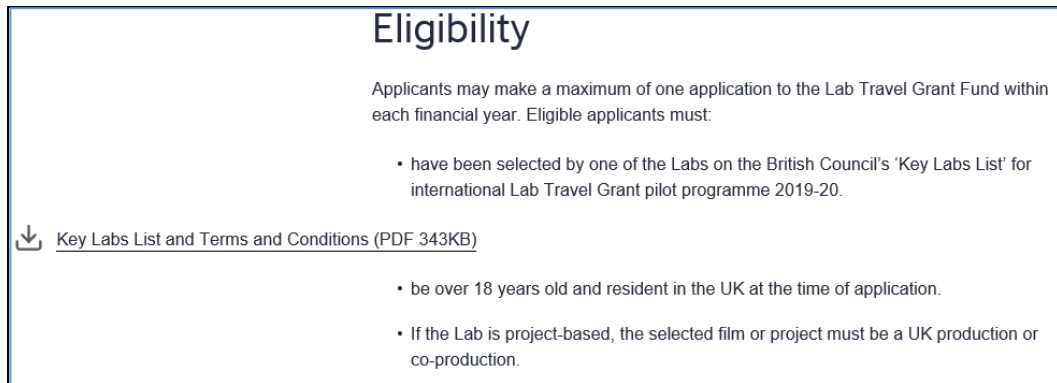 Eligibility
Applicants may make a maximum of one application to the Lab Travel Grant Fund within
each financial year. Eligible applicants must:
• have been selected by one of the Labs on the British Council's ‘Key Labs List’ for
international Lab Travel Grant pilot programme 2019-20.
Key Labs List and Terms and Conditions (PDF 343KB)
• be over 18 years old and resident in the UK at the time of application.
• If the Lab is project-based, the selected film or project must be a UK production or
co-production.